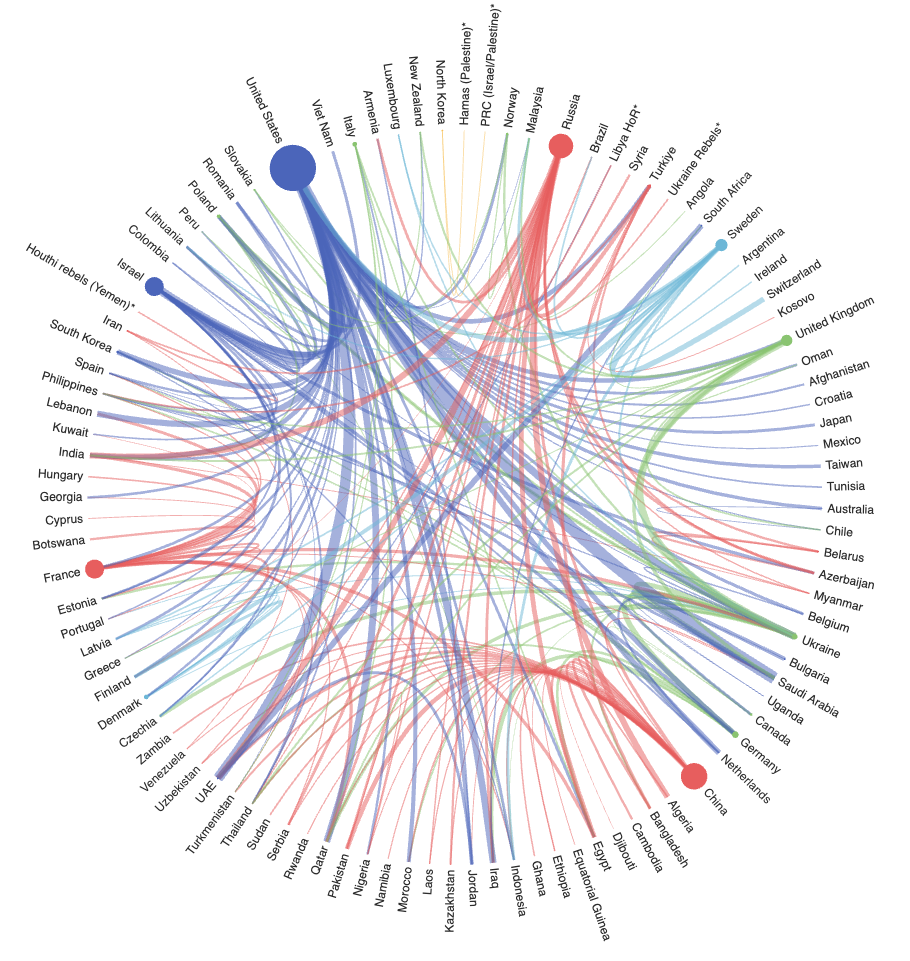 United States
Viet Nam
Italy
Armenia
Luxembourg
New Zealand
North Korea
Hamas (Palestine)*
PRC (Israel/Palestine)*
Norway
Malaysia
Russia
Brazil
Libya HoR*
Syria
Turkiye
Ukraine Rebels*
Angola
South Africa
Sweden
Argentina
Ireland
Switzerland
Kosovo
United Kingdom
Oman
Afghanistan
Croatia
Japan
Mexico
Taiwan
Tunisia
Australia
Chile
Belarus
Azerbaijan
Myanmar
Belgium
Ukraine
Bulgaria
Saudi Arabia
Uganda
Canada
Germany
Netherlands
China
Algeria
Bangladesh
Cambodia
Djibouti
Egypt
Equatorial Guinea
Ethiopia
Ghana
Indonesia
Iraq
Jordan
Kazakhstan
Laos
Morocco
Namibia
Nigeria
Pakistan
Qatar
Rwanda
Serbia
Sudan
Thailand
Turkmenistan
UAE
Uzbekistan
Venezuela
Zambia
Czechia
Denmark
Finland
Greece
Latvia
Portugal
Estonia
France
Botswana
Cyprus
Georgia
Hungary
India
Kuwait
Lebanon
Philippines
Spain
South Korea
Iran
Houthi rebels (Yemen)*
Israel
Colombia
Lithuania
Peru
Poland
Romania
Slovakia